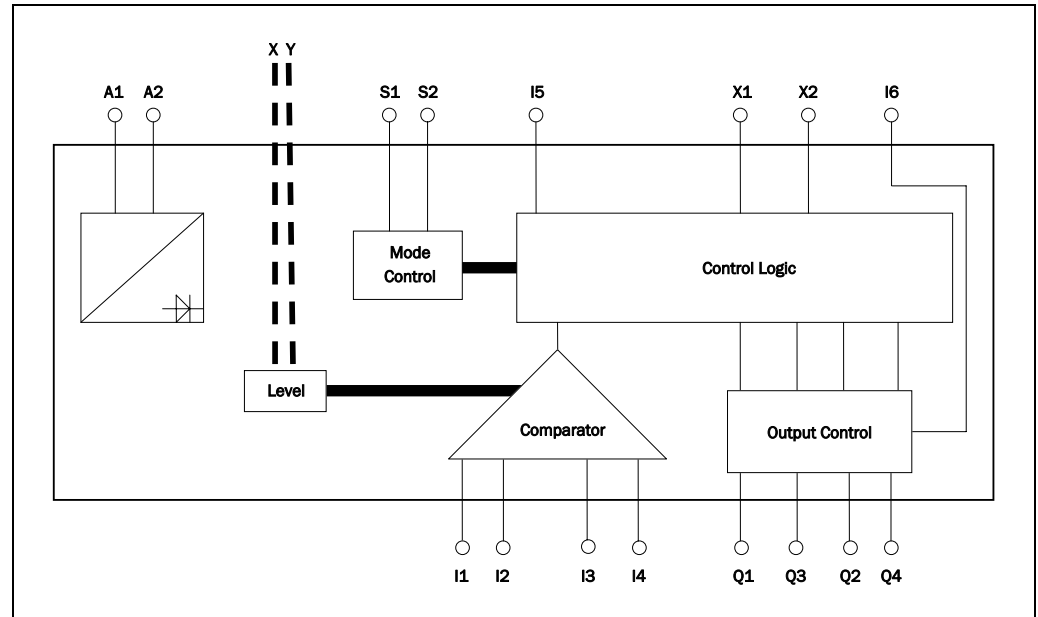 X Y
A1 A2 S1 S2 I5 X1 X2 I6
Mode
Control
Control Logic
Level
Comparator
Output Control
I1 I2 I3 I4 Q1 Q3 Q2 Q4